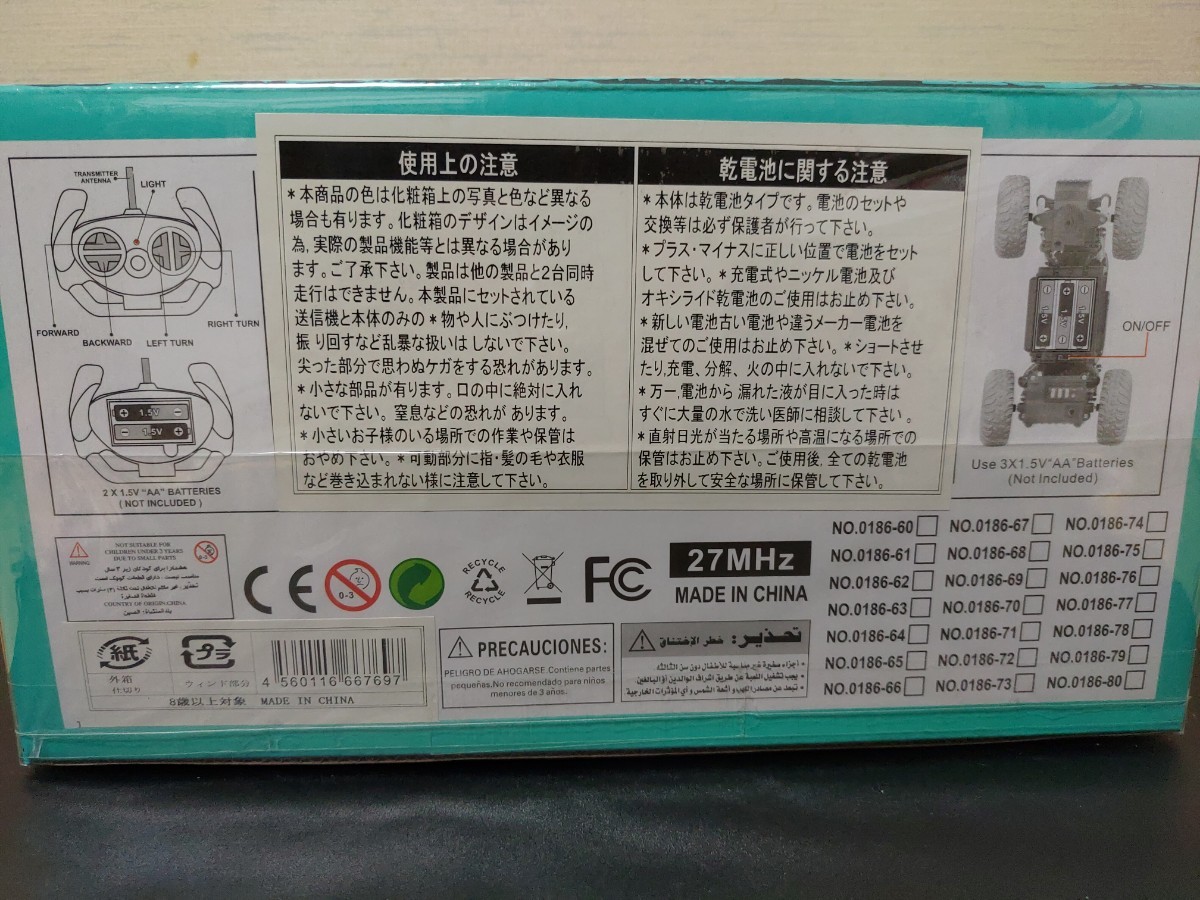 TRANSMITTER
ANTENNA
LIGHT
FORWARD
BACKWARD
LEFT TURN
RIGHT TURN
1.5V
1.5V
2 X 1.5V "AA" BATTERIES
( NOT INCLUDED )
使用上の注意
*本商品の色は化粧箱上の写真と色など異なる
場合も有ります。化粧箱のデザインはイメージの
為,実際の製品機能等とは異なる場合があり
ます。ご了承下さい。製品は他の製品と2台同時
走行はできません。本製品にセットされている
送信機と本体のみの *物や人にぶつけたり,
振り回すなど乱暴な扱いは しないで下さい。
尖った部分で思わぬケガをする恐れが有ります。
*小さな部品が有ります。口の中に絶対に入れ
ないで下さい。窒息などの恐れが あります。
*小さいお子様のいる場所での作業や保管は
おやめ下さい。*可動部分に指・髪の毛や衣服
など巻き込まれない様に注意して下さい。
乾電池に関する注意
*本体は乾電池タイプです。電池のセットや
交換等は必ず保護者が行って下さい。
*プラス・マイナスに正しい位置で電池をセット
して下さい。*充電式やニッケル電池及び
オキシライド乾電池のご使用はお止め下さい。
*新しい電池古い電池や違うメーカー電池を
混ぜてのご使用はお止め下さい。*ショートさせ
たり,充電、分解、火の中に入れないで下さい。
*万一,電池から 漏れた液が目に入った時は
すぐに大量の水で洗い医師に相談して下さい 。
*直射日光が当たる場所や高温になる場所での
保管はお止め下さい。ご使用後,全ての乾電池
を取り外して安全な場所に保管して下さい。
1.5V
ON/OFF
Use 3X1.5V"AA"Batteries
(Not Included)
WARNING
NOT SUITABLE FOR
CHILDREN UNDER 3 YEARS
DUE TO SMALL PARTS
0-3
COUNTRY OF ORIGIN:CHINA
بلد المنشأة: الصين
CE
0-3
RECYCLE
RECYCLE
FC
27MHz
MADE IN CHINA
紙
外箱
仕切り
プラ
ウィンド部分
4 560116 667697
8歳以上対象 MADE IN CHINA
PRECAUCIONES:
PELIGRO DE AHOGARSE Contiene partes
pequeñas,No recomendado para niños
menores de 3 años.
تحذير: خطر الإختناق
NO.0186-60 NO.0186-67 NO.0186-74
NO.0186-61 NO.0186-68 NO.0186-75
NO.0186-62 NO.0186-69 NO.0186-76
NO.0186-63 NO.0186-70 NO.0186-77
NO.0186-64 NO.0186-71 NO.0186-78
NO.0186-65 NO.0186-72 NO.0186-79
NO.0186-66 NO.0186-73 NO.0186-80